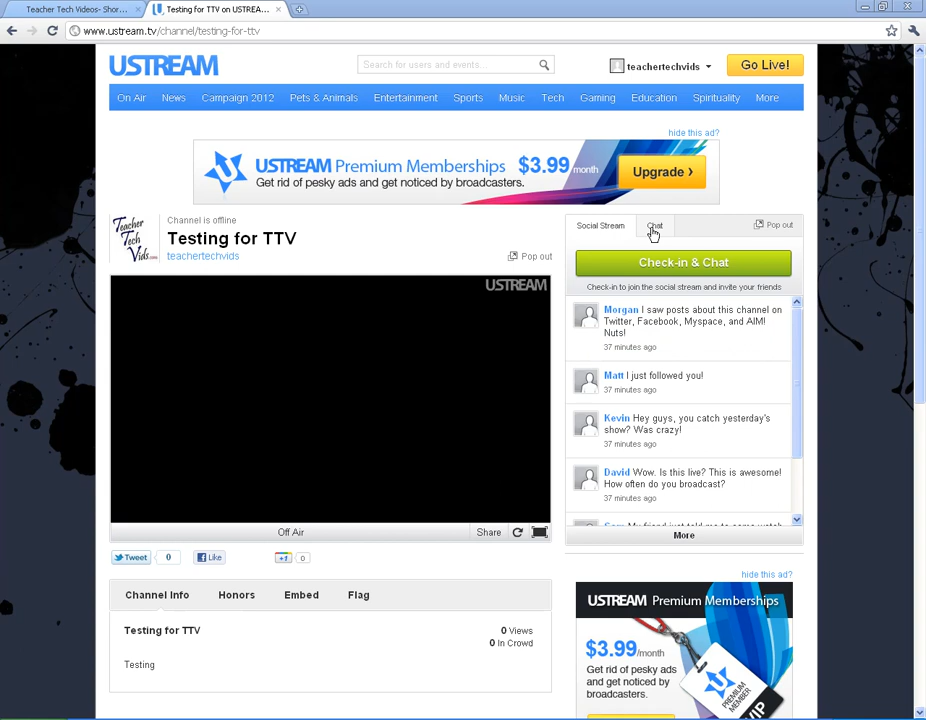 Teacher Tech Videos- Shor...
Testing for TTV on USTREA...
www.ustream.tv/channel/testing-for-ttv
USTREAM
Search for users and events...
teachertechvids
Go Live!
On Air News Campaign 2012 Pets & Animals Entertainment Sports Music Tech Gaming Education Spirituality More
hide this ad?
USTREAM Premium Memberships $3.99/month
Get rid of pesky ads and get noticed by broadcasters.
Upgrade ›
Teacher
Tech
Vids.com
Channel is offline
Testing for TTV
teachertechvids
Pop out
USTREAM
Off Air
Share
Social Stream
Chat
Pop out
Check-in & Chat
Check-in to join the social stream and invite your friends
Morgan I saw posts about this channel on
Twitter, Facebook, Myspace, and AIM!
Nuts!
37 minutes ago
Matt I just followed you!
37 minutes ago
Kevin Hey guys, you catch yesterday's
show? Was crazy!
37 minutes ago
David Wow. Is this live? This is awesome!
How often do you broadcast?
37 minutes ago
More
Tweet 0
Like
+1 0
Channel Info Honors Embed Flag
Testing for TTV
0 Views
0 In Crowd
Testing
hide this ad?
USTREAM Premium Memberships
$3.99/month
Get rid of pesky ads
and get noticed by
broadcasters.
PREMIUM
MEMBER
VIP